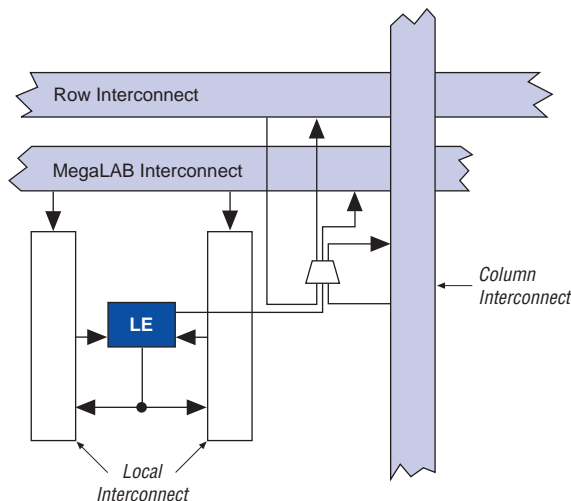 Row Interconnect
MegaLAB Interconnect
Column
Interconnect
LE
Local
Interconnect